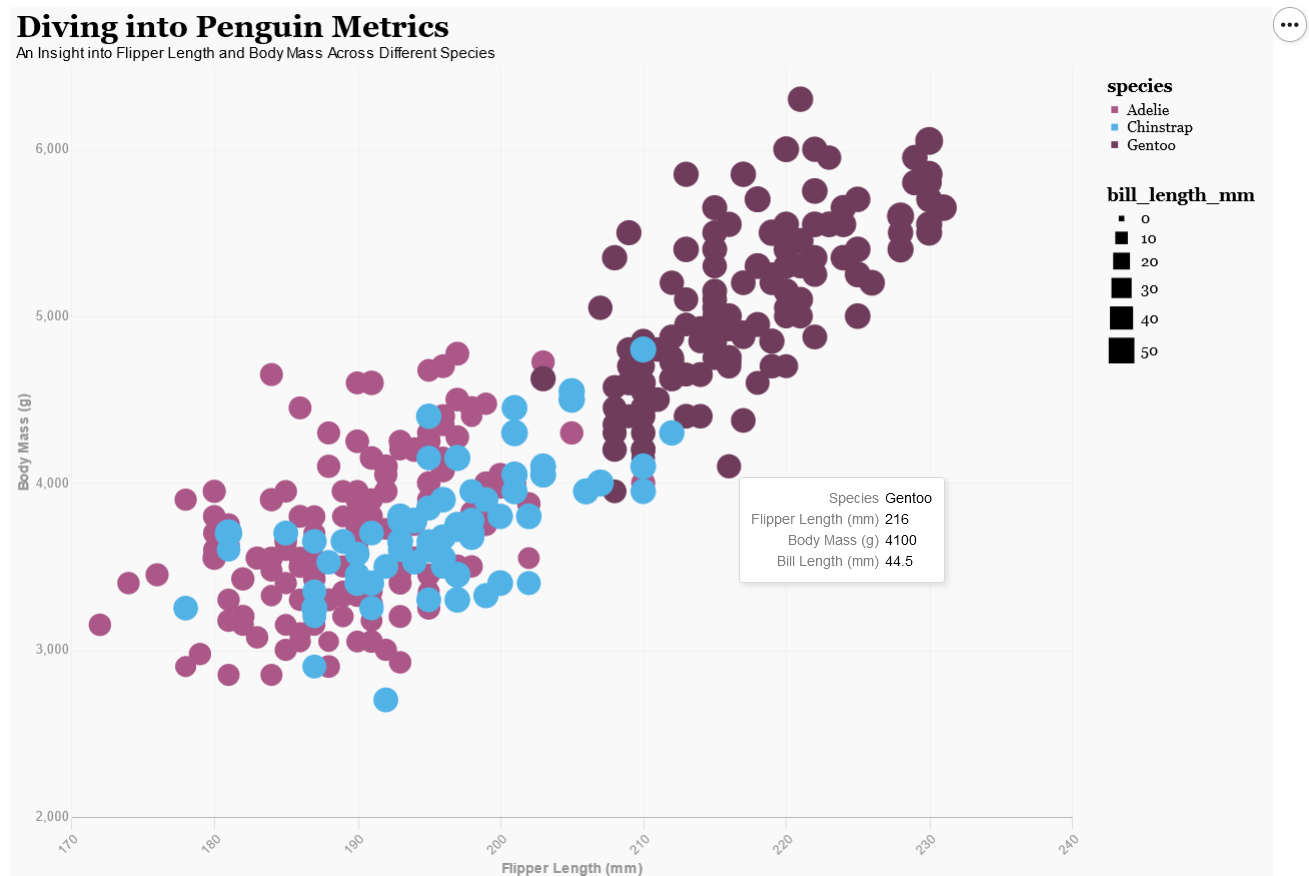 Diving into Penguin Metrics
An Insight into Flipper Length and Body Mass Across Different Species
species
Adelie
Chinstrap
Gentoo
bill_length_mm
0
10
20
30
40
50
Body Mass (g)
6,000
5,000
4,000
3,000
2,000
Species Gentoo
Flipper Length (mm) 216
Body Mass (g) 4100
Bill Length (mm) 44.5
170 180 190 200 210 220 230 240
Flipper Length (mm)